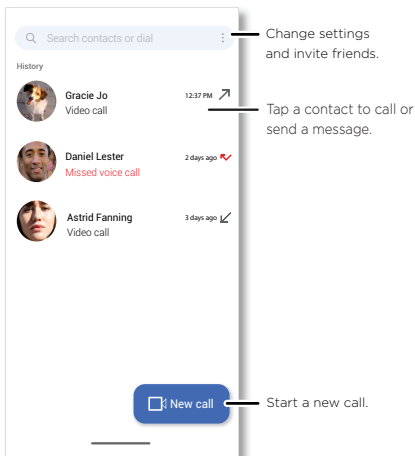 Search contacts or dial
Change settings
and invite friends.
History
Gracie Jo
12:37 PM
Video call
Tap a contact to call or
send a message.
Daniel Lester
2 days ago
Missed voice call
Astrid Fanning
3 days ago
Video call
New call
Start a new call.